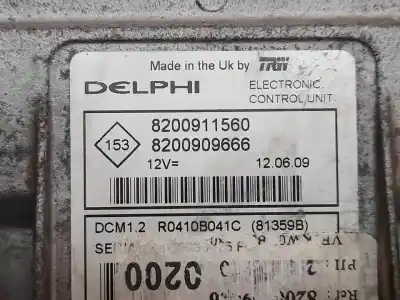 Made in the Uk by TRW
DELPHI
ELECTRONIC
CONTROL UNIT
153
8200911560
8200909666
12V=
12.06.09
DCM1.2 R0410B041C (81359B)
0200